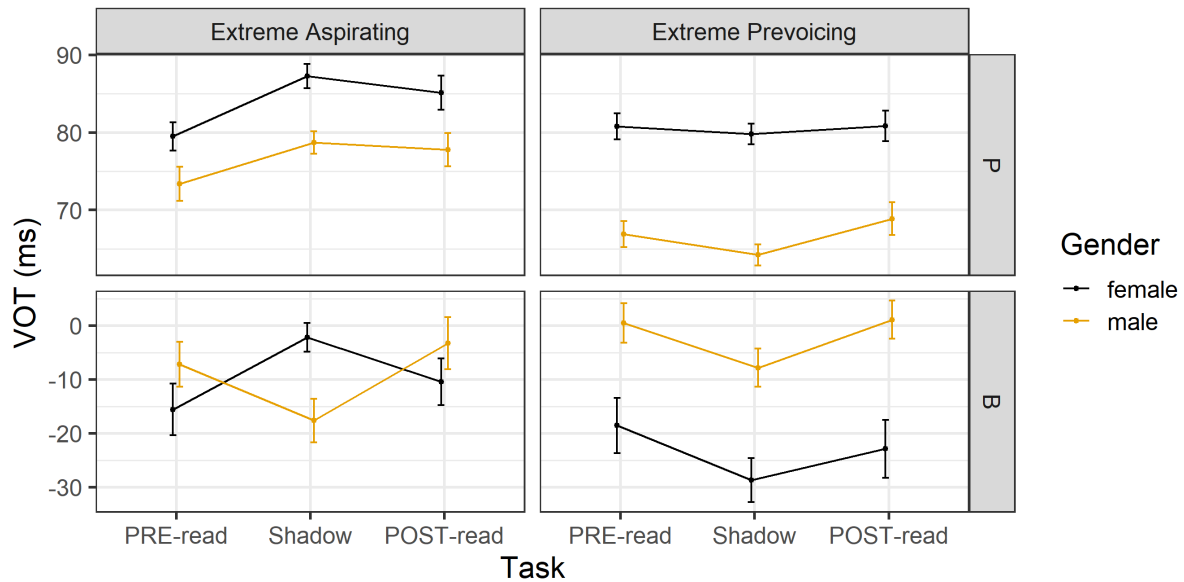 Extreme Aspirating
Extreme Prevoicing
90
80
70
P
0
-10
-20
-30
B
VOT (ms)
PRE-read
Shadow
POST-read
PRE-read
Shadow
POST-read
Task
Gender
female
male